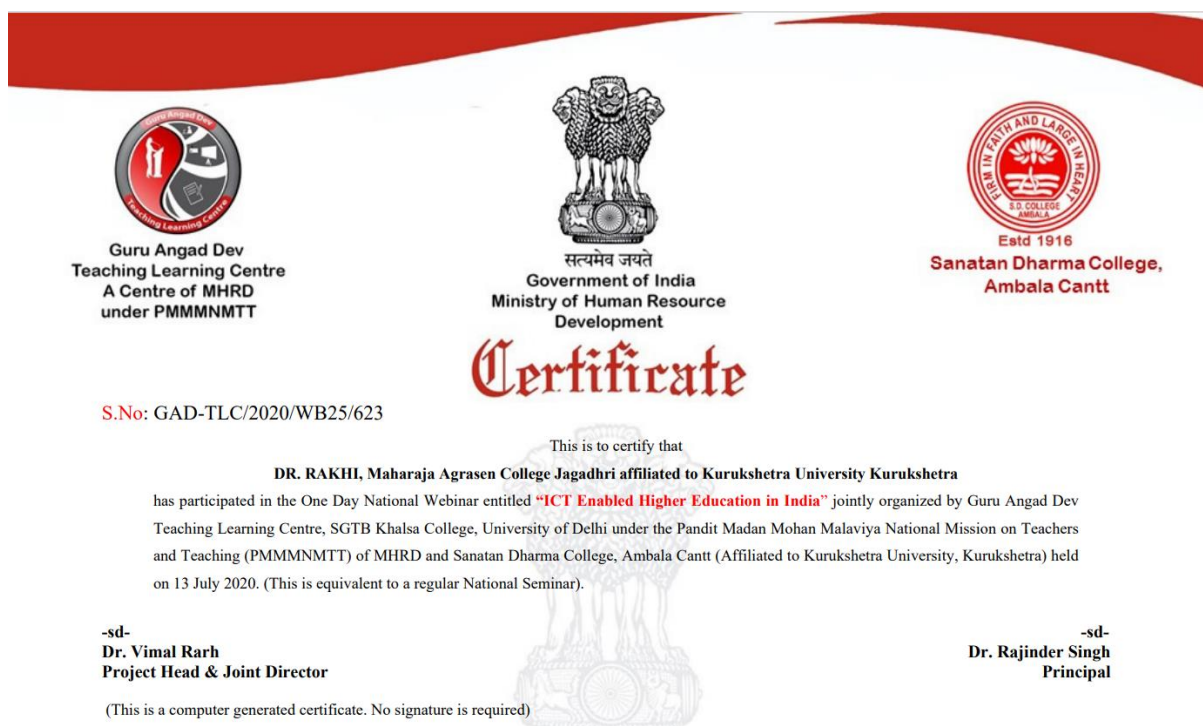 Guru Angad Dev
Teaching Learning Centre
Guru Angad Dev
Teaching Learning Centre
A Centre of MHRD
under PMMMNMTT
सत्यमेव जयते
Government of India
Ministry of Human Resource
Development
FIRM IN FAITH AND LARGE IN HEART
S.D. COLLEGE
AMBALA
Estd 1916
Sanatan Dharma College,
Ambala Cantt
Certificate
S.No: GAD-TLC/2020/WB25/623
This is to certify that
DR. RAKHI, Maharaja Agrasen College Jagadhri affiliated to Kurukshetra University Kurukshetra
has participated in the One Day National Webinar entitled “ICT Enabled Higher Education in India” jointly organized by Guru Angad Dev
Teaching Learning Centre, SGTB Khalsa College, University of Delhi under the Pandit Madan Mohan Malaviya National Mission on Teachers
and Teaching (PMMMNMTT) of MHRD and Sanatan Dharma College, Ambala Cantt (Affiliated to Kurukshetra University, Kurukshetra) held
on 13 July 2020. (This is equivalent to a regular National Seminar).
-sd-
Dr. Vimal Rarh
Project Head & Joint Director
-sd-
Dr. Rajinder Singh
Principal
(This is a computer generated certificate. No signature is required)